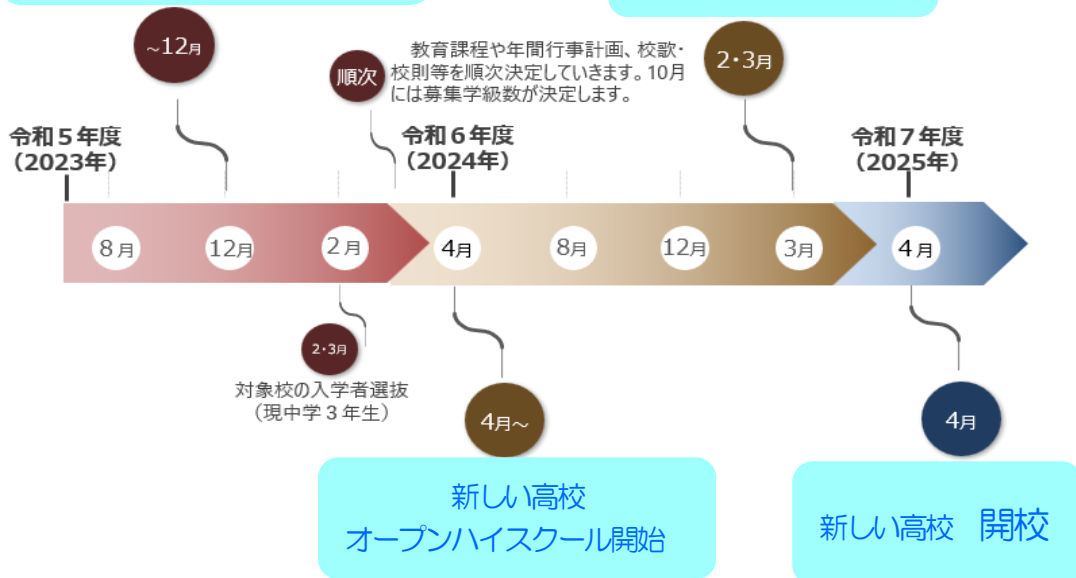 ～12月
順次
教育課程や年間行事計画、校歌・
校則等を順次決定していきます。10月
には募集学級数が決定します。
2・3月
令和５年度
（2023年）
令和６年度
（2024年）
令和７年度
（2025年）
8月
12月
2月
4月
8月
12月
3月
4月
2・3月
対象校の入学者選抜
（現中学３年生）
4月～
4月
新しい高校
オープンハイスクール開始
新しい高校　開校